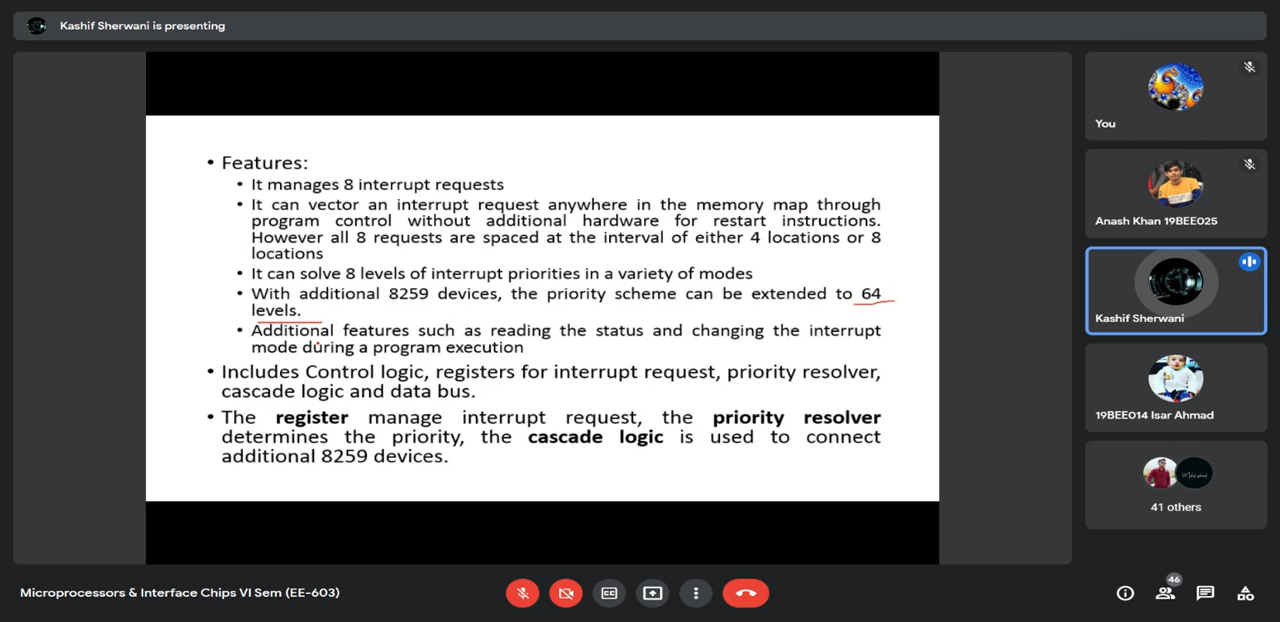 Kashif Sherwani is presenting
• Features:
• It manages 8 interrupt requests
• It can vector an interrupt request anywhere in the memory map through
program control without additional hardware for restart instructions.
However all 8 requests are spaced at the interval of either 4 locations or 8
locations
• It can solve 8 levels of interrupt priorities in a variety of modes
• With additional 8259 devices, the priority scheme can be extended to 64
levels.
• Additional features such as reading the status and changing the interrupt
mode during a program execution
• Includes Control logic, registers for interrupt request, priority resolver,
cascade logic and data bus.
• The register manage interrupt request, the priority resolver
determines the priority, the cascade logic is used to connect
additional 8259 devices.
You
Anash Khan 19BEE025
Kashif Sherwani
19BEE014 Isar Ahmad
41 others
Microprocessors & Interface Chips VI Sem (EE-603)
CC
46